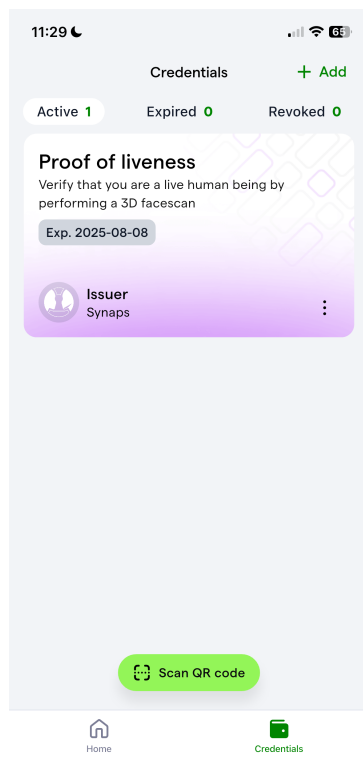 11:29
65
Credentials
+ Add
Active 1
Expired 0
Revoked 0
Proof of liveness
Verify that you are a live human being by
performing a 3D facescan
Exp. 2025-08-08
Issuer
Synaps
Scan QR code
Home
Credentials